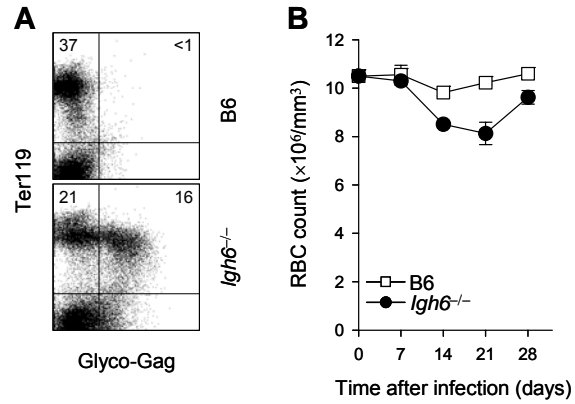 A
37 <1
B6
21 16
Igh6−/−
Ter119
Glyco-Gag
B
12
10
8
6
4
2
0
RBC count (×10⁶/mm³)
B6
Igh6−/−
0 7 14 21 28
Time after infection (days)